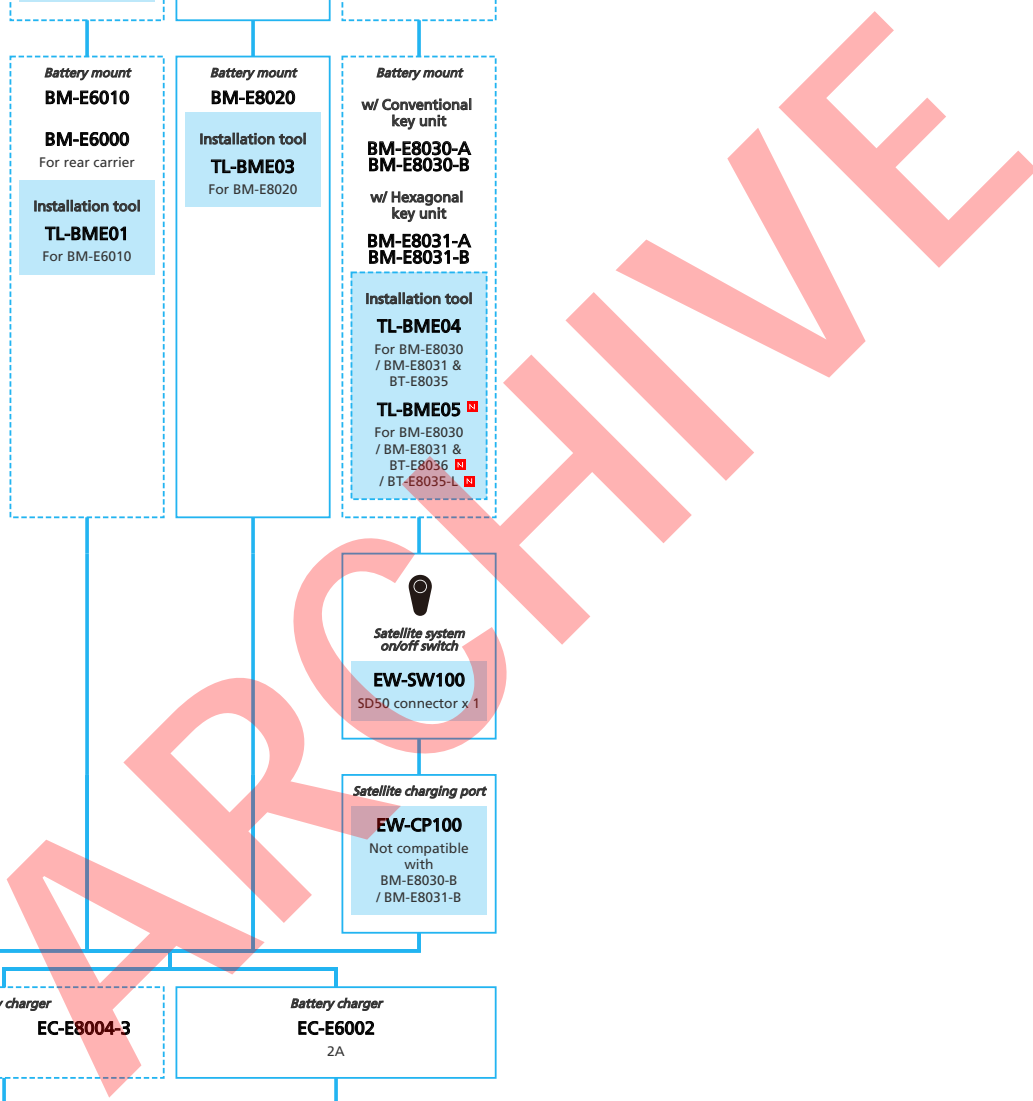 Battery mount
BM-E6010
BM-E6000
For rear carrier
Installation tool
TL-BME01
For BM-E6010
Battery mount
BM-E8020
Installation tool
TL-BME03
For BM-E8020
Battery mount
w/ Conventional
key unit
BM-E8030-A
BM-E8030-B
w/ Hexagonal
key unit
BM-E8031-A
BM-E8031-B
Installation tool
TL-BME04
For BM-E8030
/ BM-E8031 &
BT-E8035
TL-BME05 N
For BM-E8030
/ BM-E8031 &
BT-E8036 N
/ BT-E8035-L N
Satellite system
on/off switch
EW-SW100
SD50 connector x 1
Satellite charging port
EW-CP100
Not compatible
with
BM-E8030-B
/ BM-E8031-B
charger
EC-E8004-3
Battery charger
EC-E6002
2A
ARCHIVE